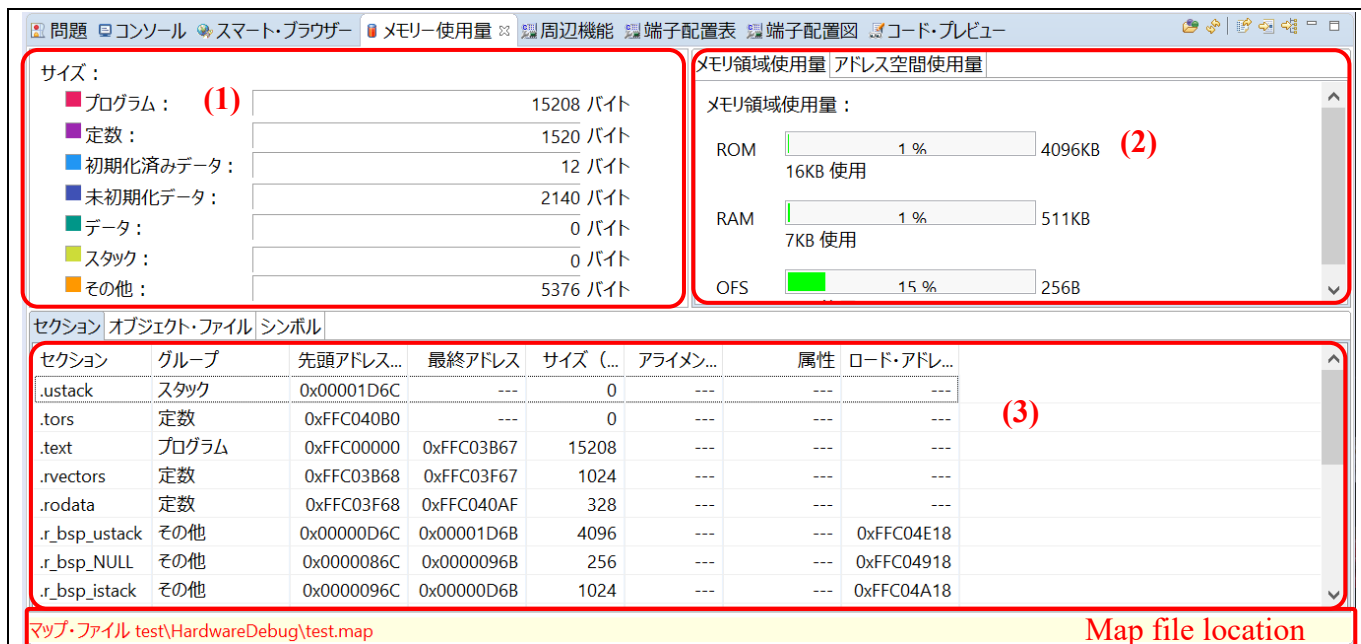 問題 コンソール スマート・ブラウザー メモリー使用量 周辺機能 端子配置表 端子配置図 コード・プレビュー
サイズ：
プログラム： (1) 15208 バイト
定数： 1520 バイト
初期化済みデータ： 12 バイト
未初期化データ： 2140 バイト
データ： 0 バイト
スタック： 0 バイト
その他： 5376 バイト
メモリ領域使用量 アドレス空間使用量
メモリ領域使用量：
ROM 1 % 4096KB (2)
16KB 使用
RAM 1 % 511KB
7KB 使用
OFS 15 % 256B
セクション オブジェクト・ファイル シンボル
セクション グループ 先頭アドレス... 最終アドレス サイズ (... アライメン... 属性 ロード・アドレ...
.ustack スタック 0x00001D6C --- 0 --- --- ---
.tors 定数 0xFFC040B0 --- 0 --- --- ---
(3)
.text プログラム 0xFFC00000 0xFFC03B67 15208 --- --- ---
.rvectors 定数 0xFFC03B68 0xFFC03F67 1024 --- --- ---
.rodata 定数 0xFFC03F68 0xFFC040AF 328 --- --- ---
.r_bsp_ustack その他 0x00000D6C 0x00001D6B 4096 --- --- 0xFFC04E18
.r_bsp_NULL その他 0x0000086C 0x0000096B 256 --- --- 0xFFC04918
.r_bsp_istack その他 0x0000096C 0x00000D6B 1024 --- --- 0xFFC04A18
マップ・ファイル test\HardwareDebug\test.map Map file location